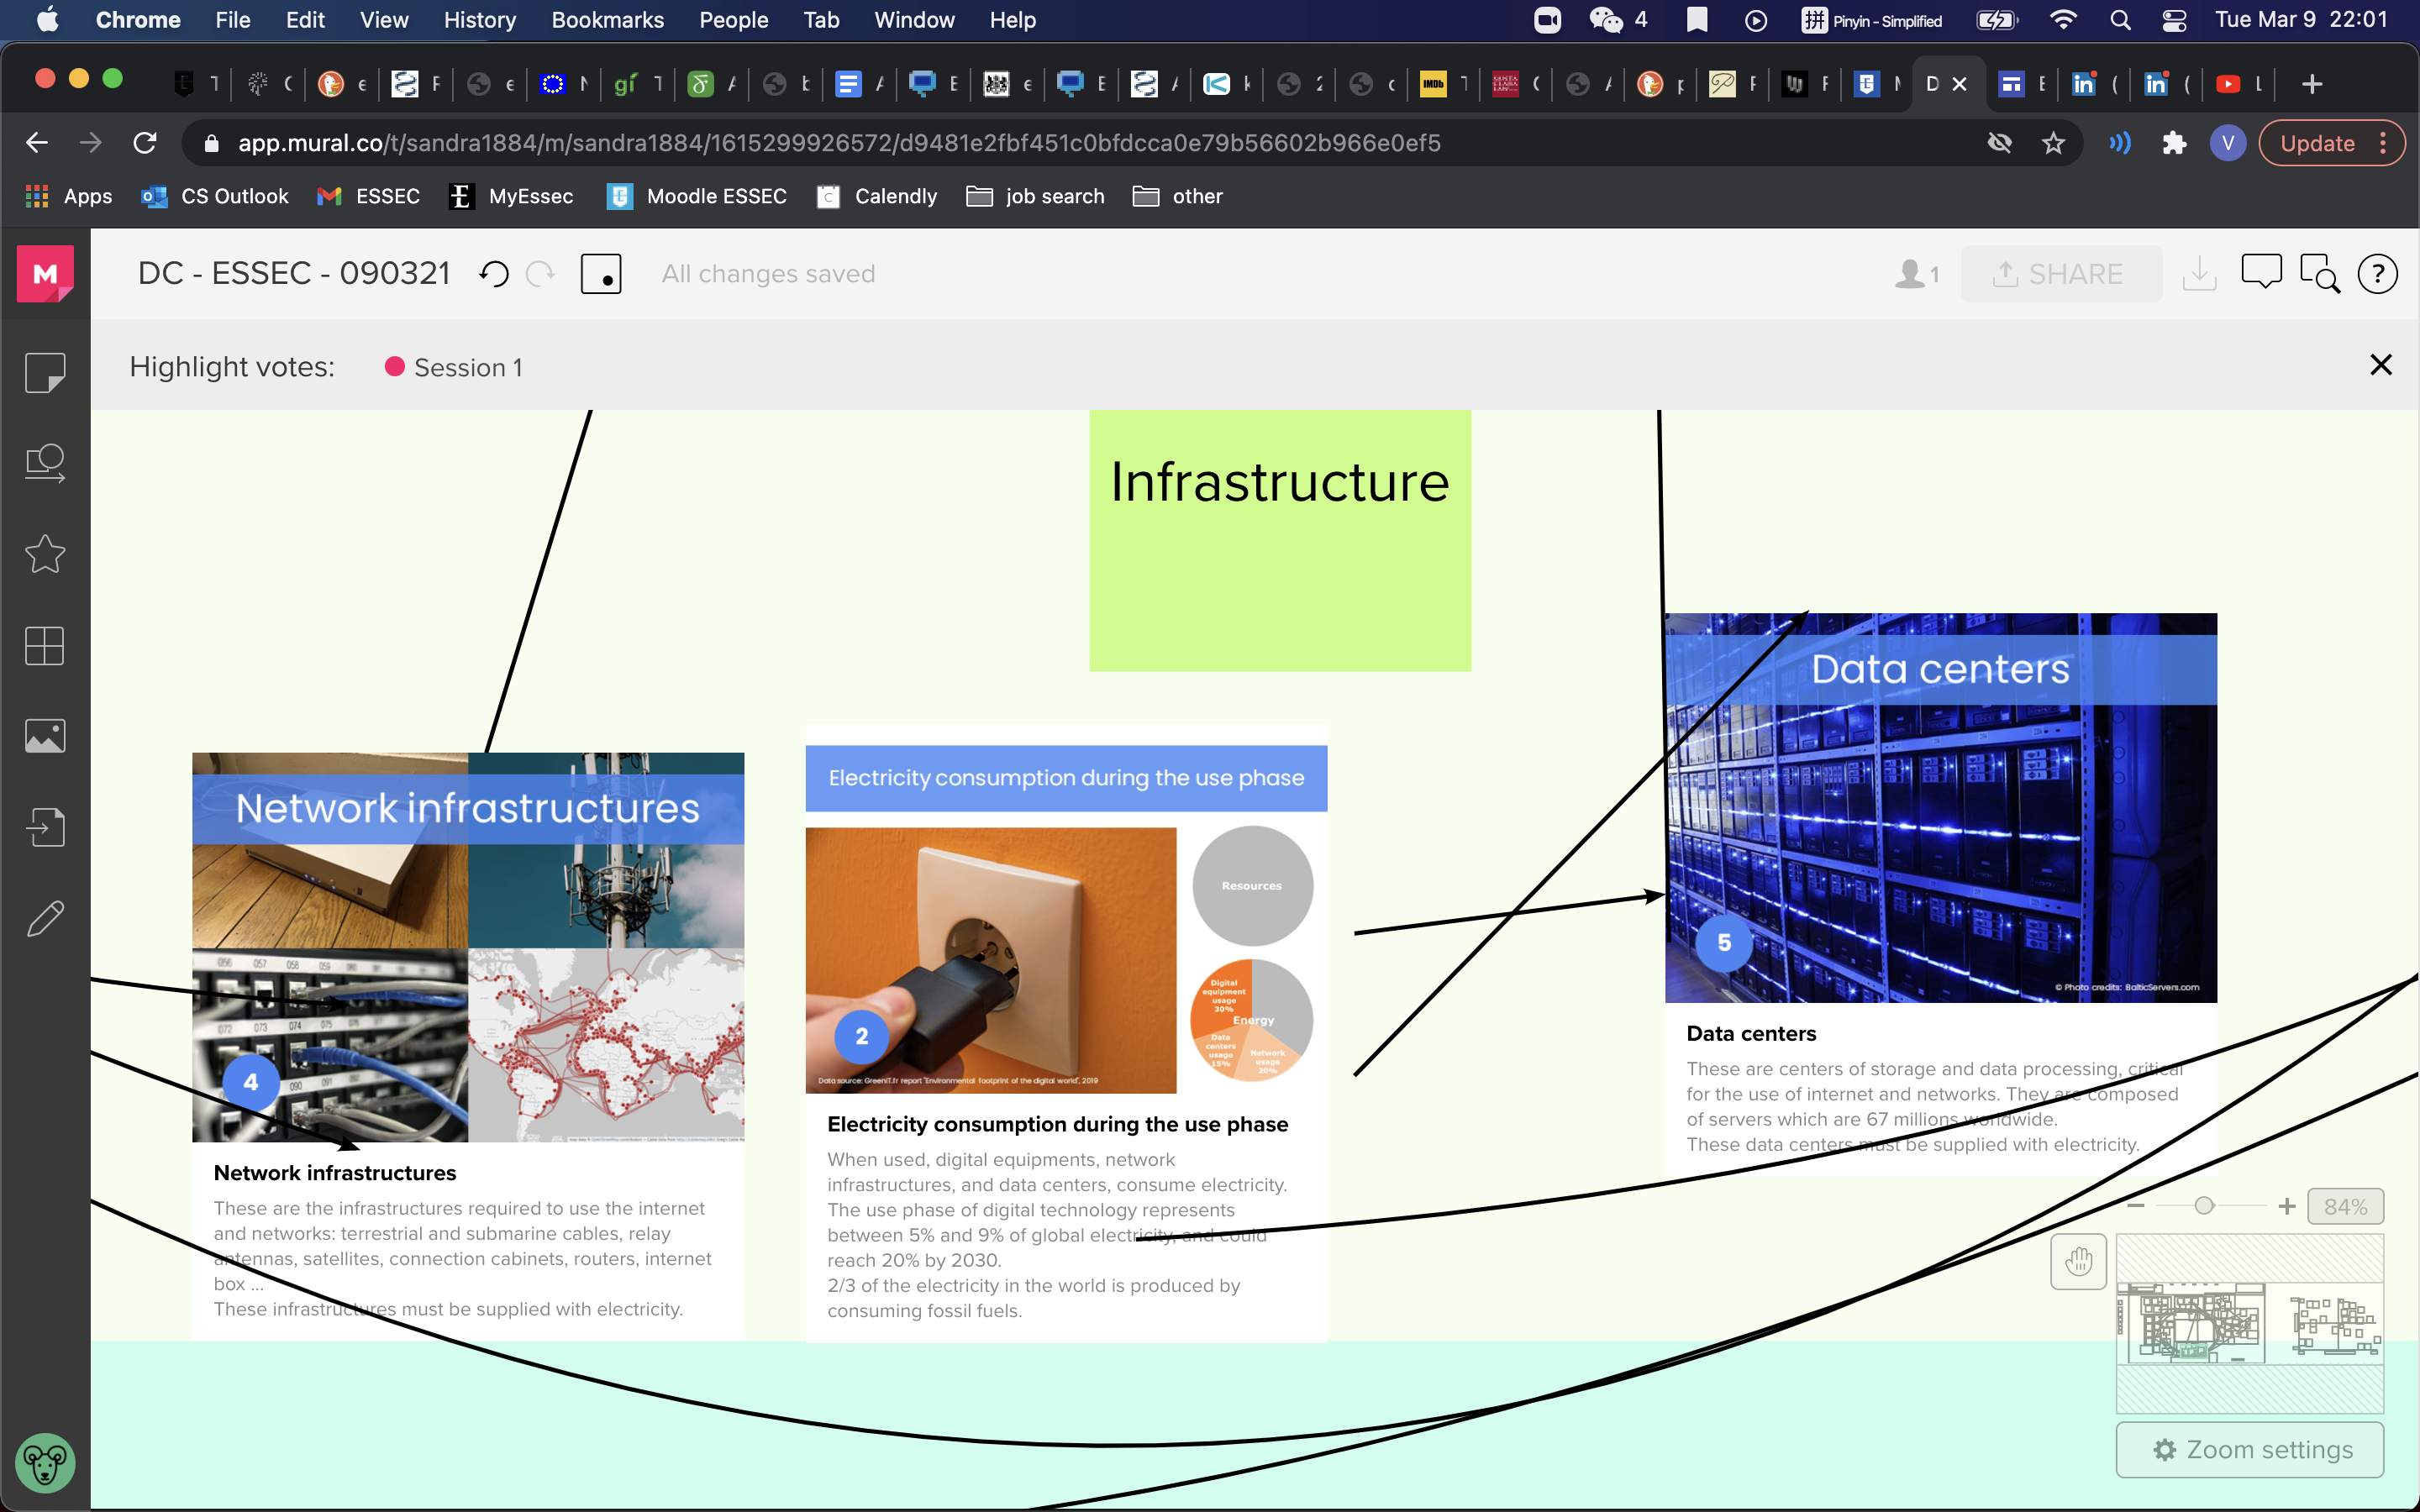 Chrome File Edit View History Bookmarks People Tab Window Help 4 拼 Pinyin - Simplified Tue Mar 9 22:01
app.mural.co/t/sandra1884/m/sandra1884/1615299926572/d9481e2fbf451c0bfdcca0e79b56602b966e0ef5 V Update
Apps CS Outlook ESSEC MyEssec Moodle ESSEC Calendly job search other
M DC - ESSEC - 090321 All changes saved 1 SHARE ?
Highlight votes: Session 1
Infrastructure
Network infrastructures
4
Network infrastructures
These are the infrastructures required to use the internet
and networks: terrestrial and submarine cables, relay
antennas, satellites, connection cabinets, routers, internet
box ...
These infrastructures must be supplied with electricity.
Electricity consumption during the use phase
Resources
Digital
equipment
usage
30%
Energy
Data
centers
usage
15%
Network
usage
20%
2
Data source: GreenIT.fr report "Environmental footprint of the digital world", 2019
Electricity consumption during the use phase
When used, digital equipments, network
infrastructures, and data centers, consume electricity.
The use phase of digital technology represents
between 5% and 9% of global electricity, and could
reach 20% by 2030.
2/3 of the electricity in the world is produced by
consuming fossil fuels.
Data centers
5
© Photo credits: BalticServers.com
Data centers
These are centers of storage and data processing, critical
for the use of internet and networks. They are composed
of servers which are 67 millions worldwide.
These data centers must be supplied with electricity.
84%
Zoom settings